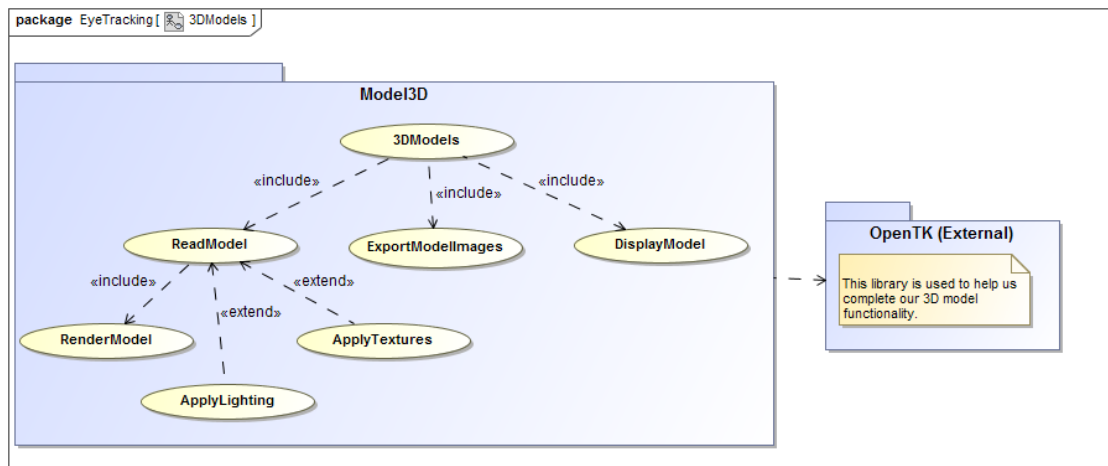 package EyeTracking [ 3DModels ]
Model3D
3DModels
«include»
«include»
«include»
ReadModel
ExportModelImages
DisplayModel
OpenTK (External)
This library is used to help us
complete our 3D model
functionality.
«include»
«extend»
«extend»
RenderModel
ApplyTextures
ApplyLighting